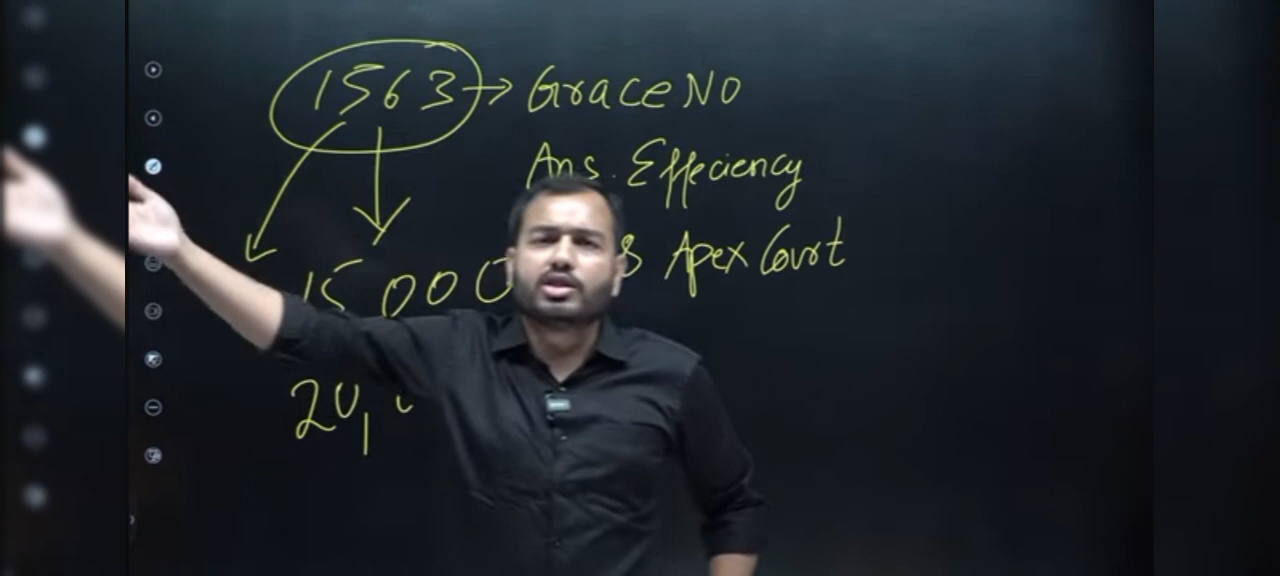 1563 → Grace No
Ans. Effeciency
Apex Court
15000
20,